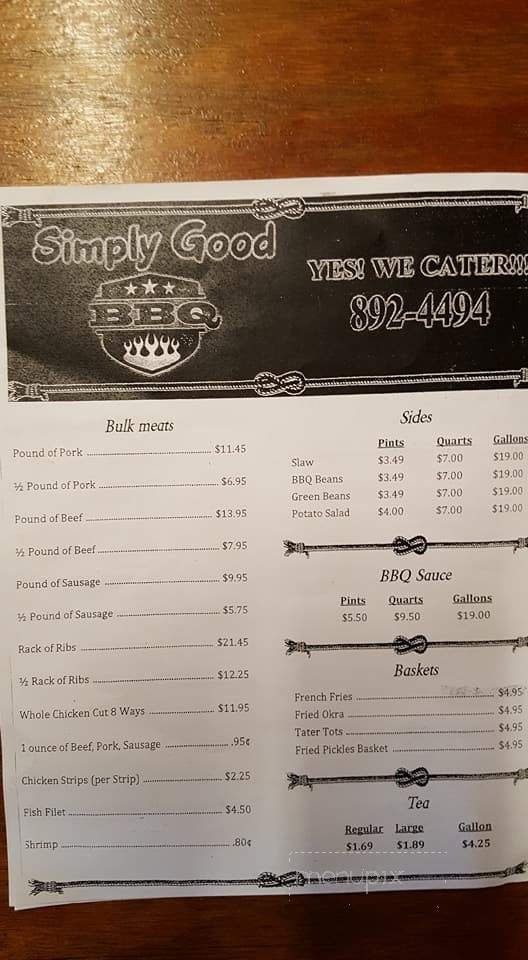 Simply Good
BBQ
YES! WE CATER!!!
892-4494
Bulk meats
Pound of Pork $11.45
½ Pound of Pork $6.95
Pound of Beef $13.95
½ Pound of Beef $7.95
Pound of Sausage $9.95
½ Pound of Sausage $5.75
Rack of Ribs $21.45
½ Rack of Ribs $12.25
Whole Chicken Cut 8 Ways $11.95
1 ounce of Beef, Pork, Sausage .95¢
Chicken Strips (per Strip) $2.25
Fish Filet $4.50
Shrimp .80¢
Sides
Pints Quarts Gallons
Slaw $3.49 $7.00 $19.00
BBQ Beans $3.49 $7.00 $19.00
Green Beans $3.49 $7.00 $19.00
Potato Salad $4.00 $7.00 $19.00
BBQ Sauce
Pints Quarts Gallons
$5.50 $9.50 $19.00
Baskets
French Fries $4.95
Fried Okra $4.95
Tater Tots $4.95
Fried Pickles Basket $4.95
Tea
Regular Large Gallon
$1.69 $1.89 $4.25
menupix